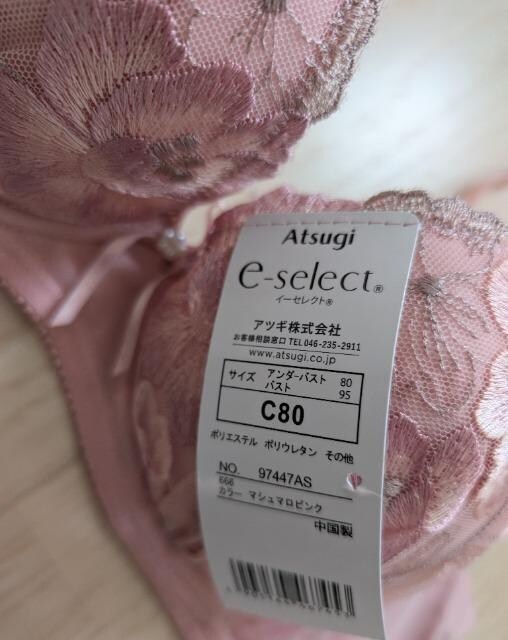 Atsugi
e-select®
イーセレクト®
アツギ株式会社
お客様相談窓口 TEL 046-235-2911
www.atsugi.co.jp
サイズ アンダーバスト 80
バスト 95
C80
ポリエステル ポリウレタン その他
NO. 97447AS
666
カラー マシュマロピンク
中国製